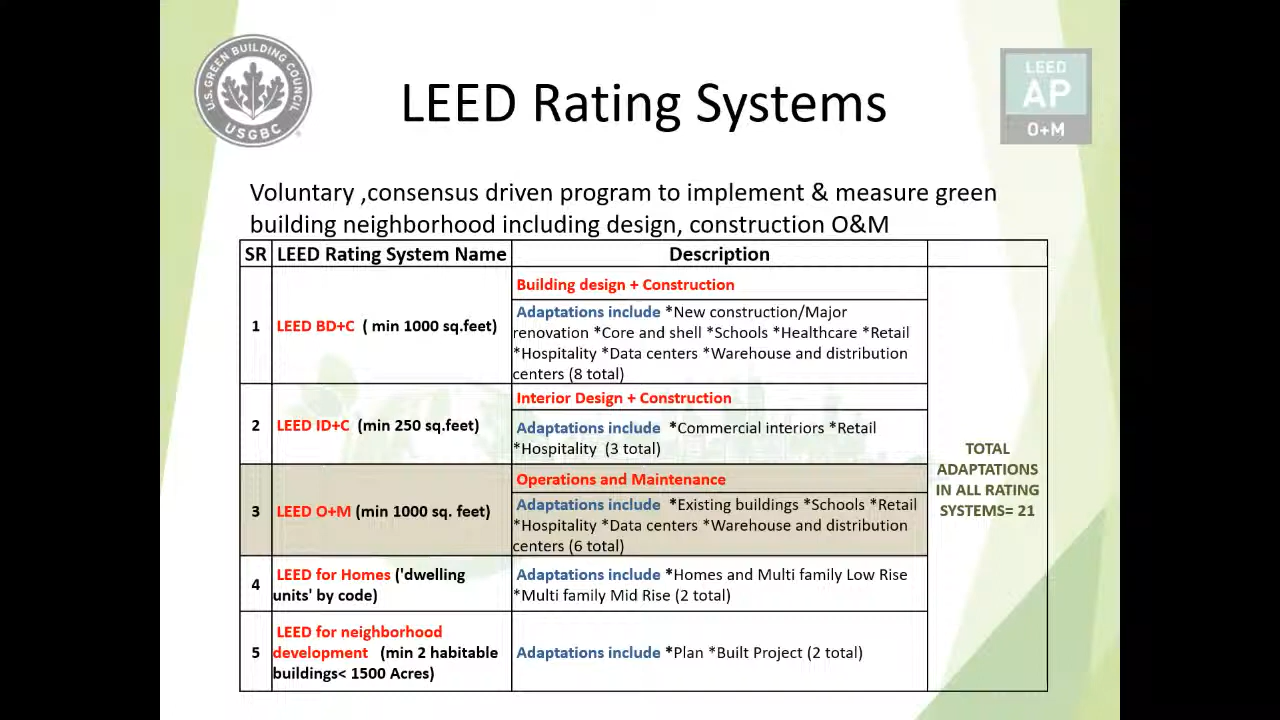 U.S. GREEN BUILDING COUNCIL
USGBC
LEED Rating Systems
LEED
AP
O+M
Voluntary ,consensus driven program to implement & measure green
building neighborhood including design, construction O&M
SR LEED Rating System Name Description
1 LEED BD+C ( min 1000 sq.feet)
Building design + Construction
Adaptations include *New construction/Major
renovation *Core and shell *Schools *Healthcare *Retail
*Hospitality *Data centers *Warehouse and distribution
centers (8 total)
2 LEED ID+C (min 250 sq.feet)
Interior Design + Construction
Adaptations include *Commercial interiors *Retail
*Hospitality (3 total)
3 LEED O+M (min 1000 sq. feet)
Operations and Maintenance
Adaptations include *Existing buildings *Schools *Retail
*Hospitality *Data centers *Warehouse and distribution
centers (6 total)
4 LEED for Homes ('dwelling
units' by code)
Adaptations include *Homes and Multi family Low Rise
*Multi family Mid Rise (2 total)
5 LEED for neighborhood
development (min 2 habitable
buildings< 1500 Acres)
Adaptations include *Plan *Built Project (2 total)
TOTAL
ADAPTATIONS
IN ALL RATING
SYSTEMS= 21